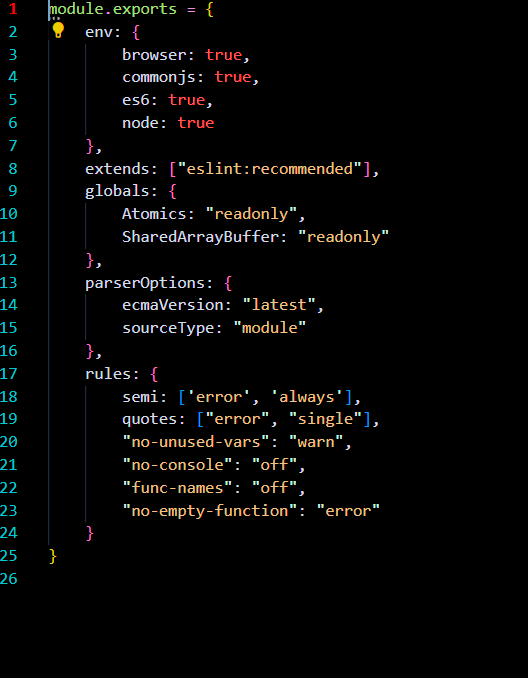 1 module.exports = {
2     env: {
3         browser: true,
4         commonjs: true,
5         es6: true,
6         node: true
7     },
8     extends: ["eslint:recommended"],
9     globals: {
10         Atomics: "readonly",
11         SharedArrayBuffer: "readonly"
12     },
13     parserOptions: {
14         ecmaVersion: "latest",
15         sourceType: "module"
16     },
17     rules: {
18         semi: ['error', 'always'],
19         quotes: ["error", "single"],
20         "no-unused-vars": "warn",
21         "no-console": "off",
22         "func-names": "off",
23         "no-empty-function": "error"
24     }
25 }
26